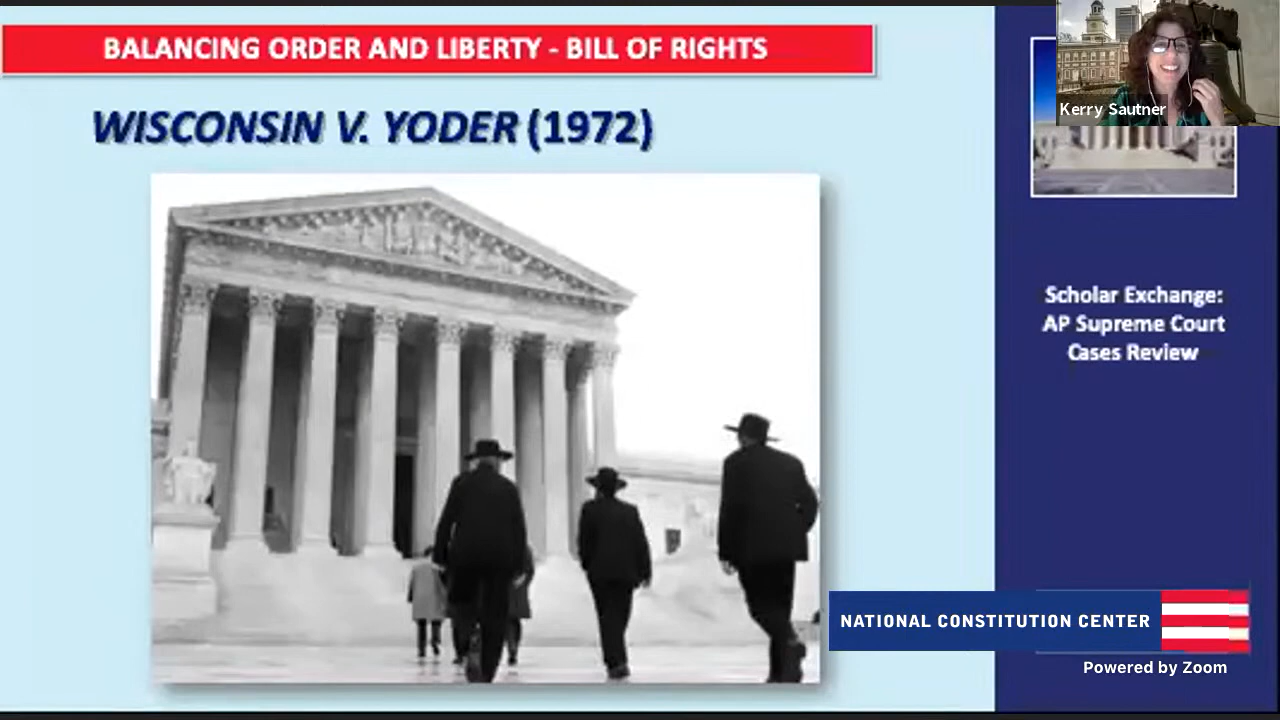 BALANCING ORDER AND LIBERTY - BILL OF RIGHTS
WISCONSIN V. YODER (1972)
Kerry Sautner
Scholar Exchange:
AP Supreme Court
Cases Review
NATIONAL CONSTITUTION CENTER
Powered by Zoom